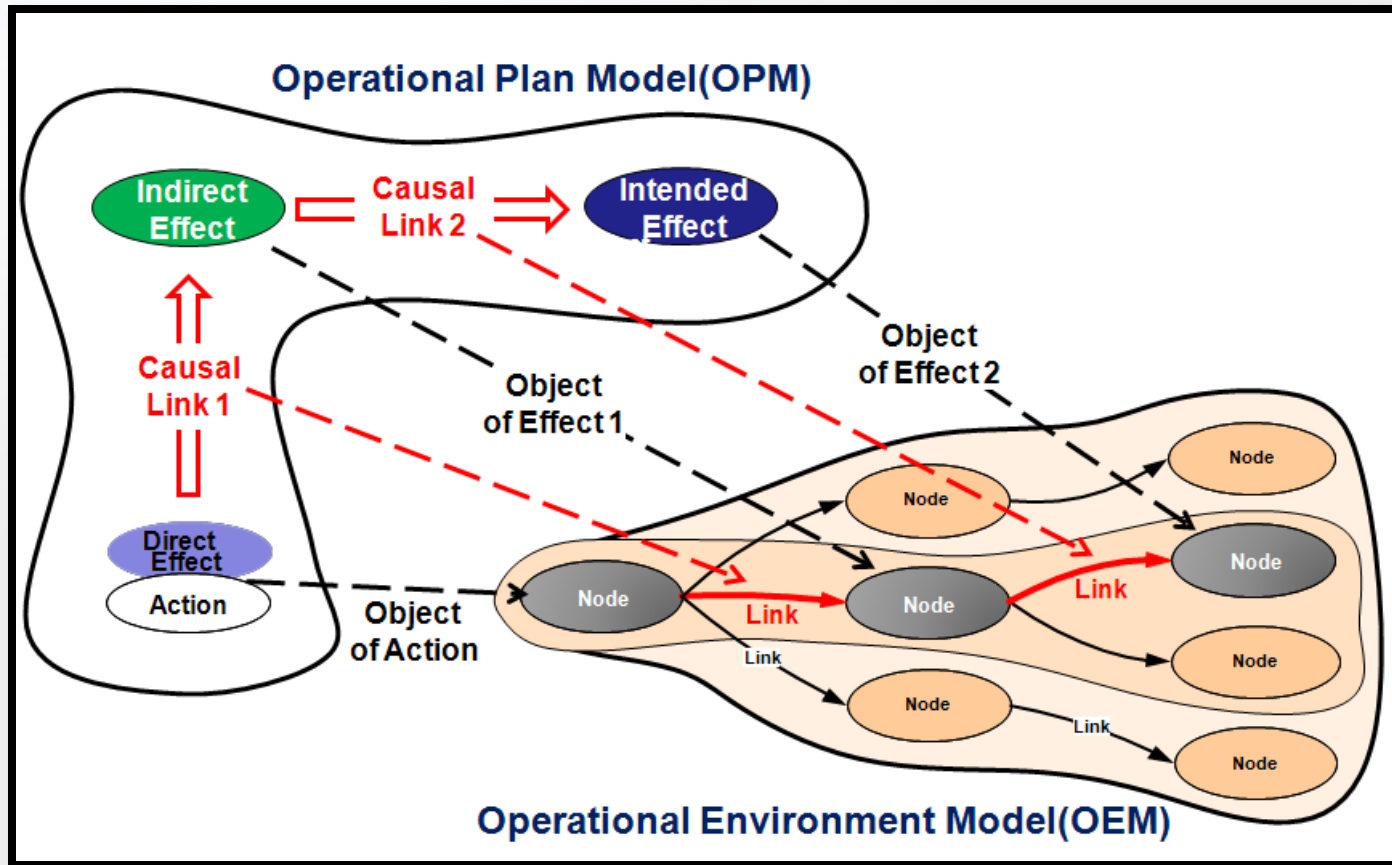 Operational Plan Model(OPM)
Indirect
Effect
Causal
Link 2
Intended
Effect
Causal
Link 1
Object
of Effect 1
Object
of Effect 2
Direct
Effect
Action
Object
of Action
Node
Node
Node
Node
Link
Node
Link
Node
Link
Node
Node
Link
Node
Operational Environment Model(OEM)